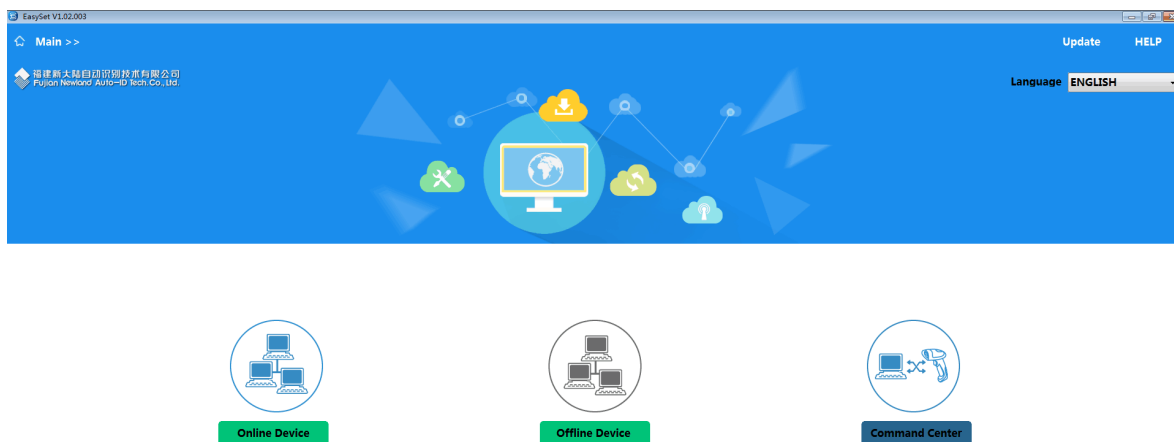 EasySet V1.02.003
Main >>
Update
HELP
福建新大陆自动识别技术有限公司
Fujian Newland Auto-ID Tech.Co.,Ltd.
Language
ENGLISH
Online Device
Offline Device
Command Center